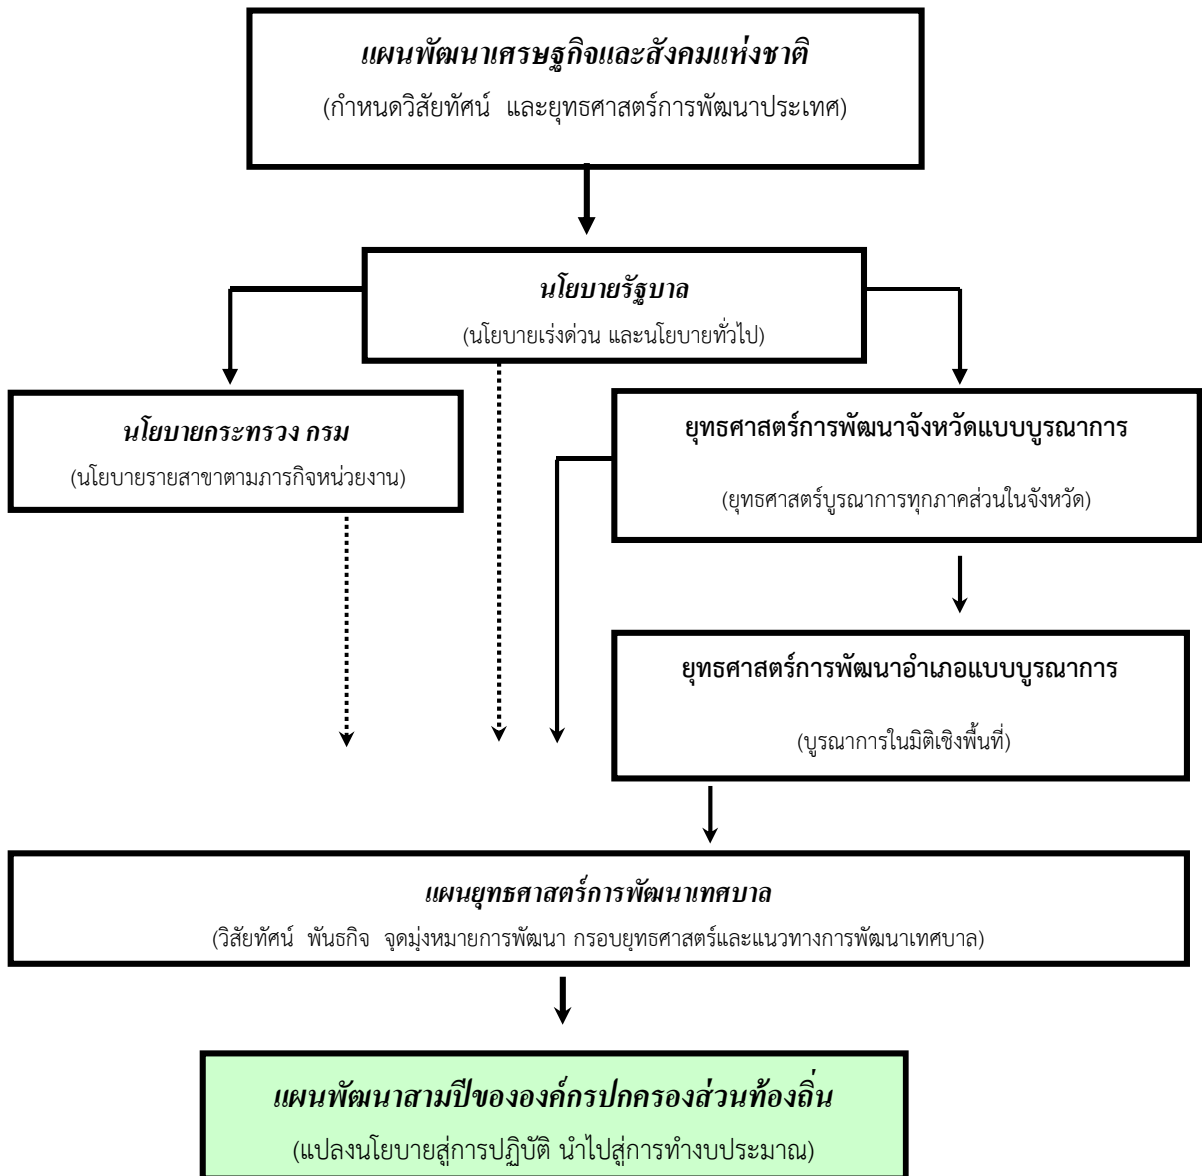 แผนพัฒนาเศรษฐกิจและสังคมแห่งชาติ
(กำหนดวิสัยทัศน์ และยุทธศาสตร์การพัฒนาประเทศ)
นโยบายรัฐบาล
(นโยบายเร่งด่วน และนโยบายทั่วไป)
นโยบายกระทรวง กรม
(นโยบายรายสาขาตามภารกิจหน่วยงาน)
ยุทธศาสตร์การพัฒนาจังหวัดแบบบูรณาการ
(ยุทธศาสตร์บูรณาการทุกภาคส่วนในจังหวัด)
ยุทธศาสตร์การพัฒนาอำเภอแบบบูรณาการ
(บูรณาการในมิติเชิงพื้นที่)
แผนยุทธศาสตร์การพัฒนาเทศบาล
(วิสัยทัศน์ พันธกิจ จุดมุ่งหมายการพัฒนา กรอบยุทธศาสตร์และแนวทางการพัฒนาเทศบาล)
แผนพัฒนาสามปีขององค์กรปกครองส่วนท้องถิ่น
(แปลงนโยบายสู่การปฏิบัติ นำไปสู่การทำงบประมาณ)